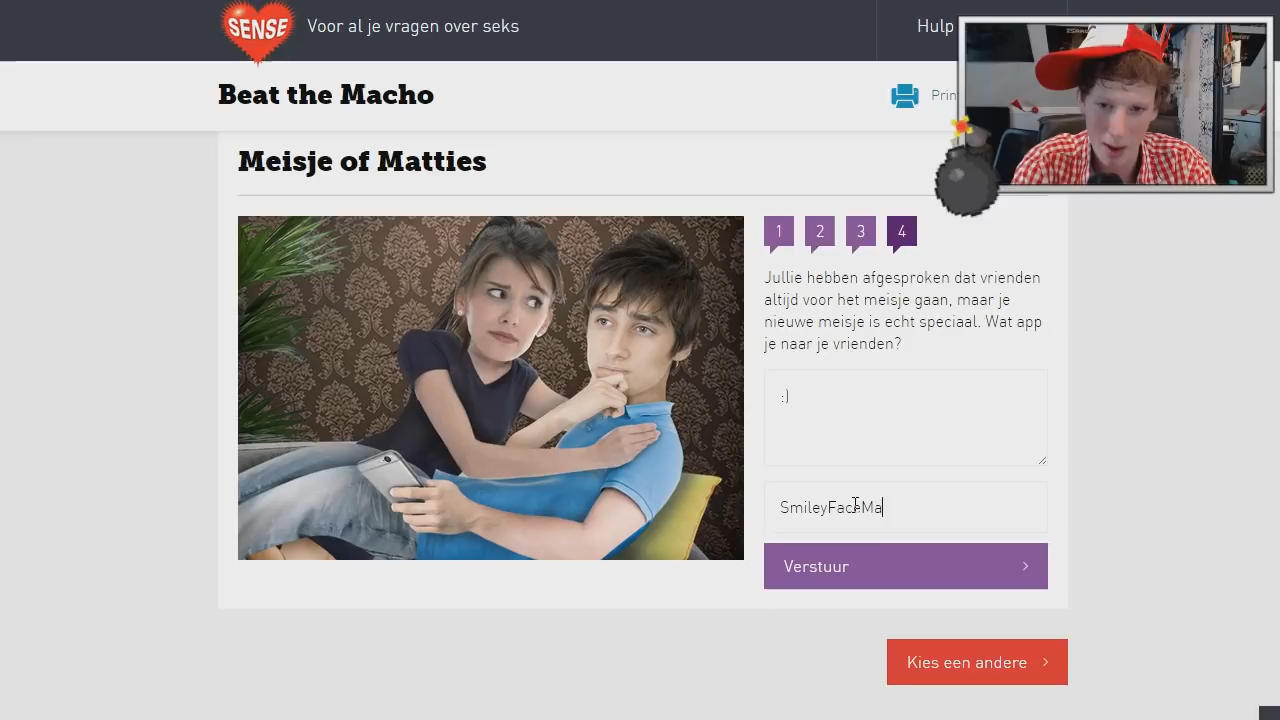 SENSE
Voor al je vragen over seks
Hulp
Beat the Macho
Prin
Meisje of Matties
1 2 3 4
Jullie hebben afgesproken dat vrienden
altijd voor het meisje gaan, maar je
nieuwe meisje is echt speciaal. Wat app
je naar je vrienden?
:)
SmileyFaceMa
Verstuur
Kies een andere